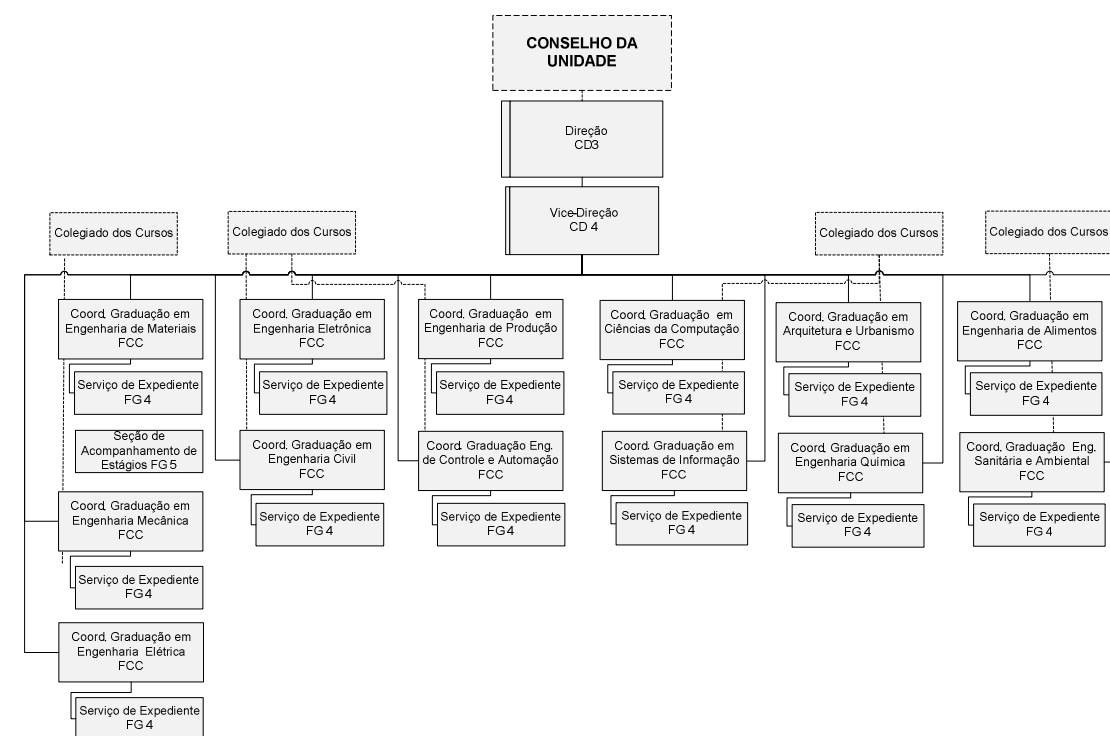 CONSELHO DA
UNIDADE
Direção
CD3
Vice-Direção
CD 4
Colegiado dos Cursos
Colegiado dos Cursos
Colegiado dos Cursos
Colegiado dos Cursos
Coord. Graduação em
Engenharia de Materiais
FCC
Serviço de Expediente
FG 4
Seção de
Acompanhamento de
Estágios FG5
Coord. Graduação em
Engenharia Mecânica
FCC
Serviço de Expediente
FG 4
Coord. Graduação em
Engenharia Elétrica
FCC
Serviço de Expediente
FG 4
Coord. Graduação em
Engenharia Eletrônica
FCC
Serviço de Expediente
FG 4
Coord. Graduação em
Engenharia Civil
FCC
Serviço de Expediente
FG 4
Coord. Graduação em
Engenharia de Produção
FCC
Serviço de Expediente
FG 4
Coord. Graduação Eng.
de Controle e Automação
FCC
Serviço de Expediente
FG 4
Coord. Graduação em
Ciências da Computação
FCC
Serviço de Expediente
FG 4
Coord. Graduação em
Sistemas de Informação
FCC
Serviço de Expediente
FG 4
Coord. Graduação em
Arquitetura e Urbanismo
FCC
Serviço de Expediente
FG 4
Coord. Graduação em
Engenharia Química
FCC
Serviço de Expediente
FG 4
Coord. Graduação em
Engenharia de Alimentos
FCC
Serviço de Expediente
FG 4
Coord. Graduação Eng.
Sanitária e Ambiental
FCC
Serviço de Expediente
FG 4